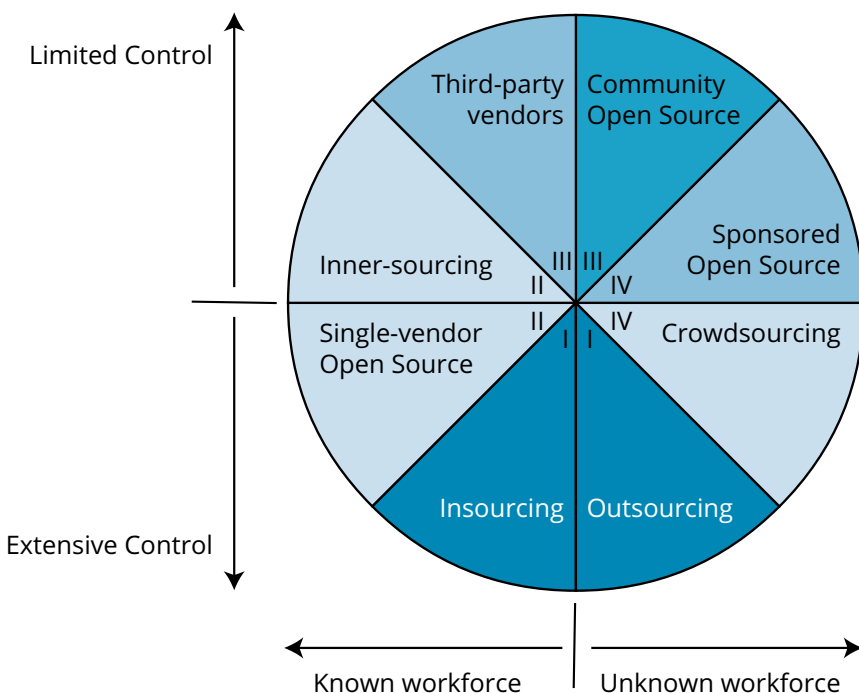 Limited Control
Third-party
vendors
Community
Open Source
Inner-sourcing
Sponsored
Open Source
III
III
II
IV
II
IV
I
I
Single-vendor
Open Source
Crowdsourcing
Insourcing
Outsourcing
Extensive Control
Known workforce
Unknown workforce